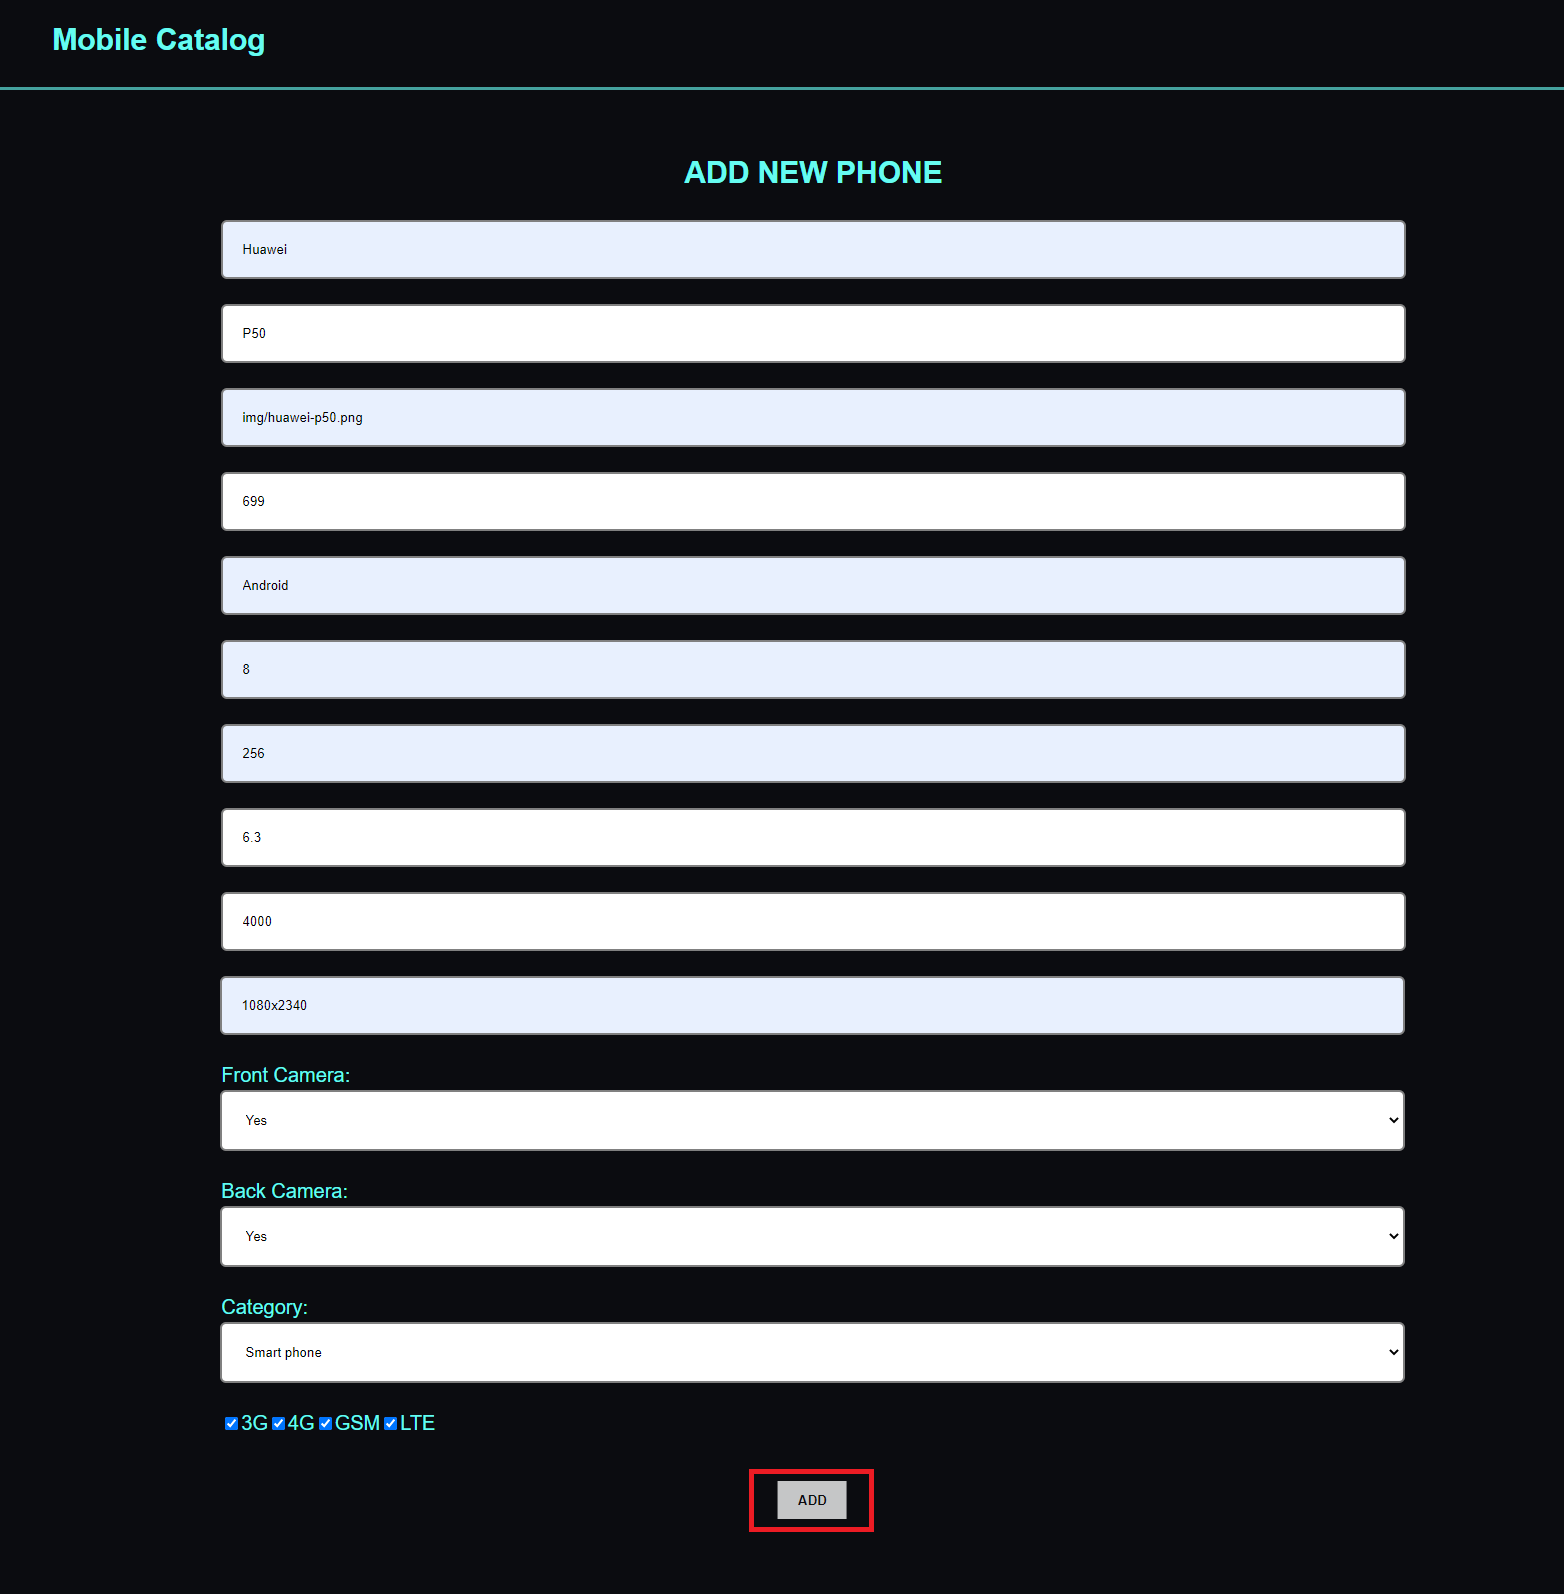 Mobile Catalog
ADD NEW PHONE
Huawei
P50
img/huawei-p50.png
699
Android
8
256
6.3
4000
1080x2340
Front Camera:
Yes
Back Camera:
Yes
Category:
Smart phone
3G 4G GSM LTE
ADD